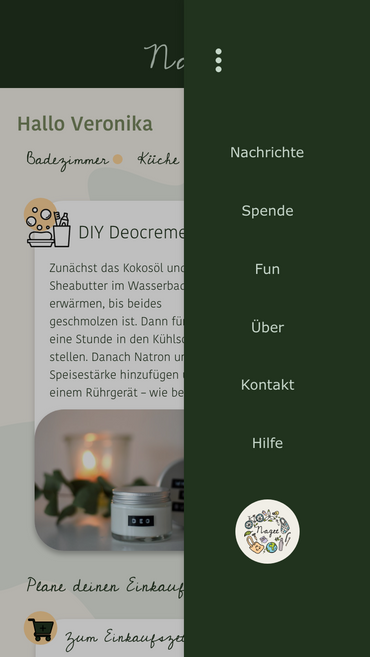 Hallo Veronika
Badezimmer Küche
DIY Deocreme
Zunächst das Kokosöl und
Sheabutter im Wasserbad
erwärmen, bis beides
geschmolzen ist. Dann für
eine Stunde in den Kühlsc
stellen. Danach Natron un
Speisestärke hinzufügen
einem Rührgerät – wie be
DEO
Plane deinen Einkauf
Zum Einkaufsze
Nachrichte
Spende
Fun
Über
Kontakt
Hilfe
Nagee